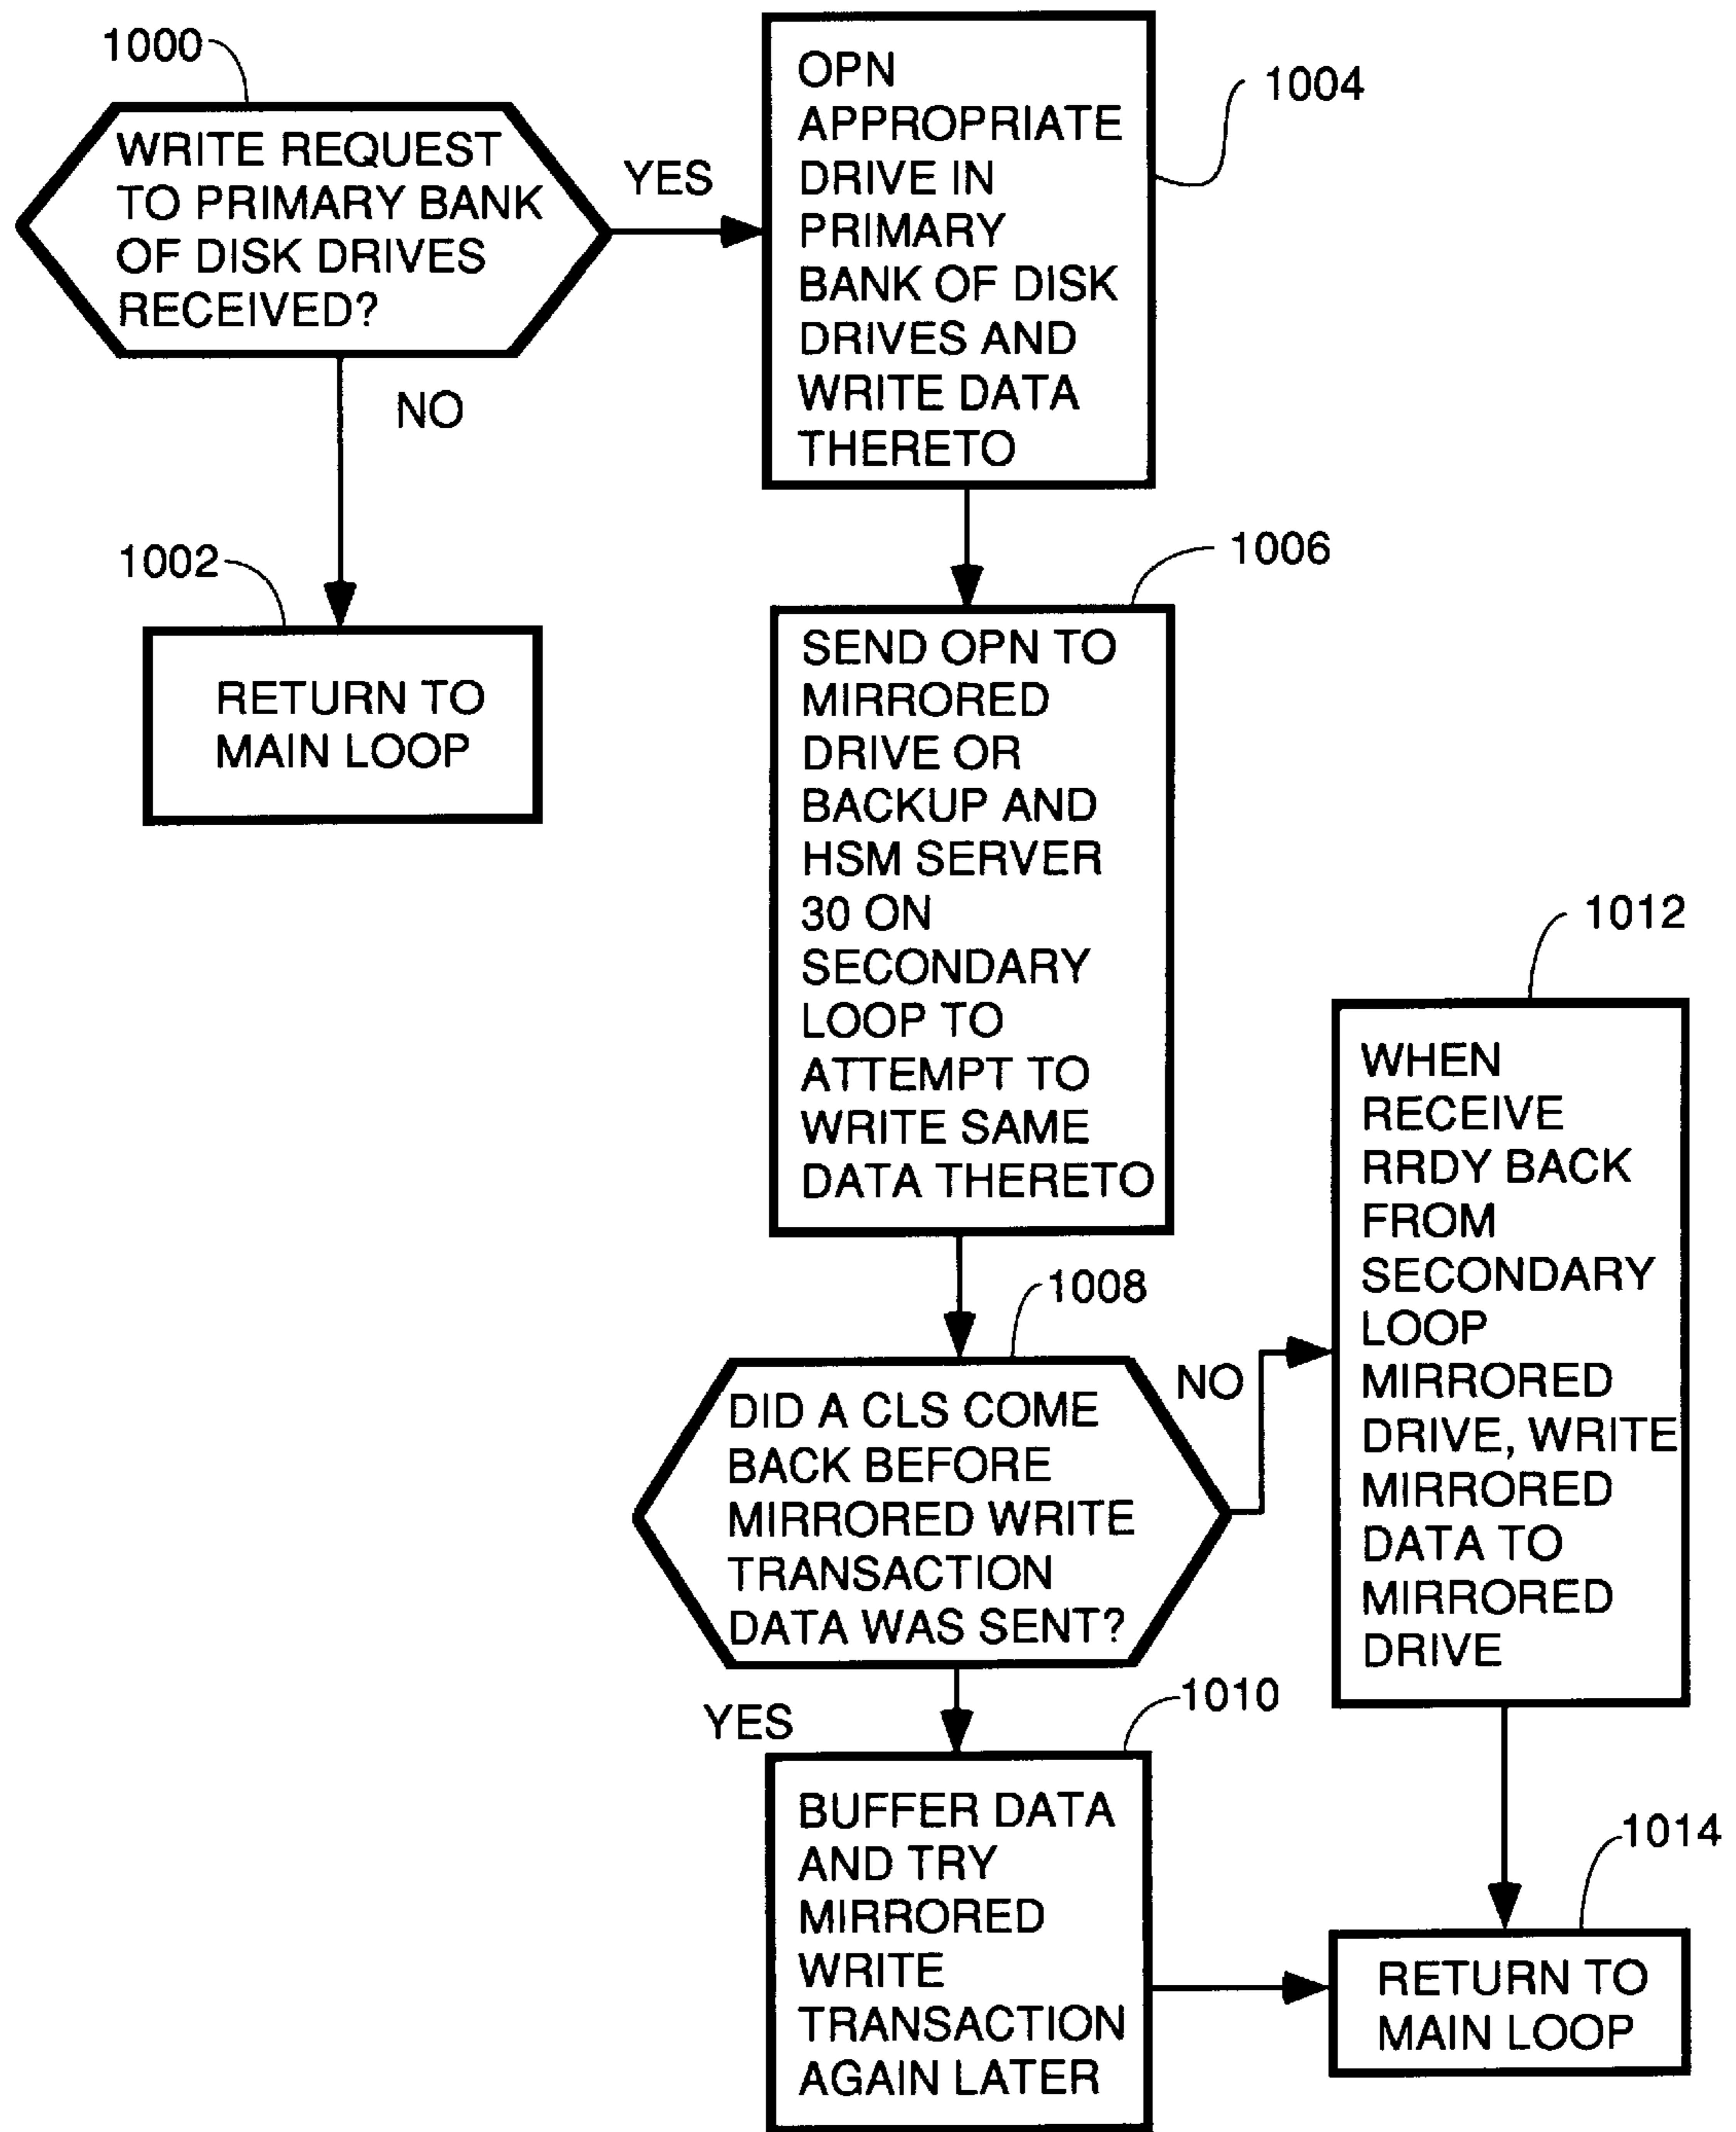 1000
WRITE REQUEST
TO PRIMARY BANK
OF DISK DRIVES
RECEIVED?
YES
NO
1002
RETURN TO
MAIN LOOP
OPN
APPROPRIATE
DRIVE IN
PRIMARY
BANK OF DISK
DRIVES AND
WRITE DATA
THERETO
1004
1006
SEND OPN TO
MIRRORED
DRIVE OR
BACKUP AND
HSM SERVER
30 ON
SECONDARY
LOOP TO
ATTEMPT TO
WRITE SAME
DATA THERETO
1008
DID A CLS COME
BACK BEFORE
MIRRORED WRITE
TRANSACTION
DATA WAS SENT?
NO
YES
1010
BUFFER DATA
AND TRY
MIRRORED
WRITE
TRANSACTION
AGAIN LATER
1012
WHEN
RECEIVE
RRDY BACK
FROM
SECONDARY
LOOP
MIRRORED
DRIVE, WRITE
MIRRORED
DATA TO
MIRRORED
DRIVE
1014
RETURN TO
MAIN LOOP